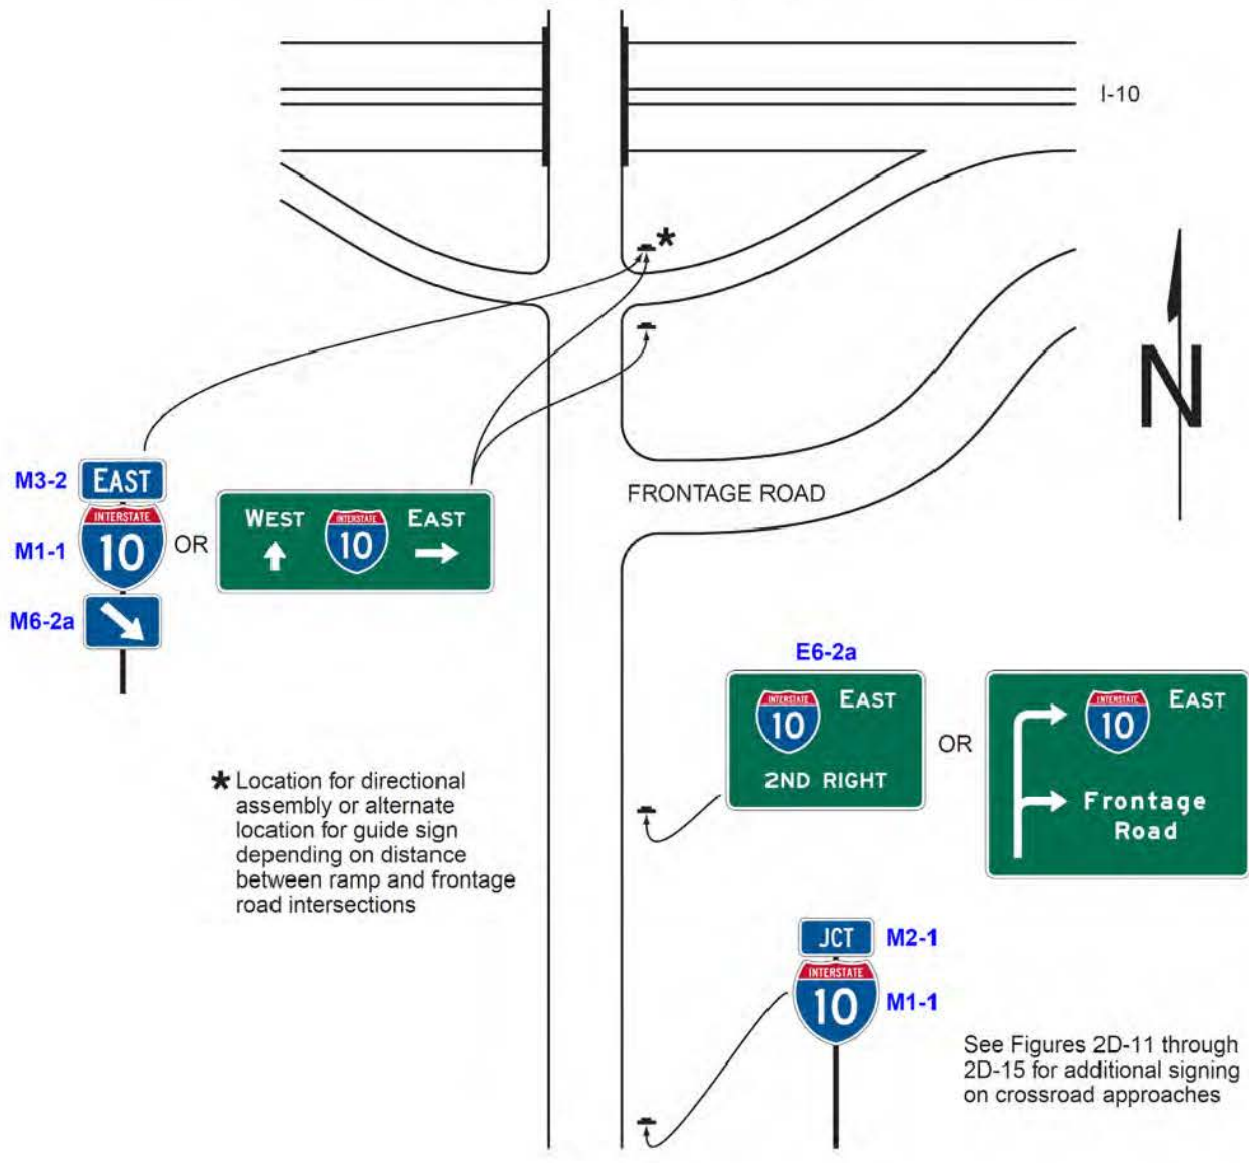 I-10
*
N
M3-2
EAST
M1-1
INTERSTATE
10
M6-2a
OR
WEST
INTERSTATE
10
EAST
FRONTAGE ROAD
E6-2a
INTERSTATE
10
EAST
2ND RIGHT
OR
INTERSTATE
10
EAST
Frontage
Road
* Location for directional
assembly or alternate
location for guide sign
depending on distance
between ramp and frontage
road intersections
JCT
M2-1
INTERSTATE
10
M1-1
See Figures 2D-11 through
2D-15 for additional signing
on crossroad approaches